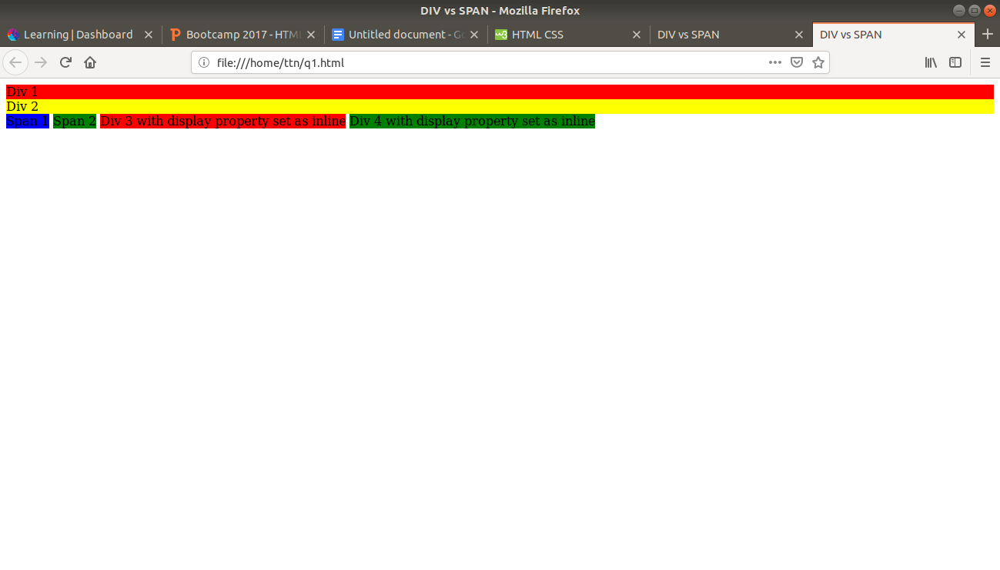 DIV vs SPAN - Mozilla Firefox
Learning | Dashboard
Bootcamp 2017 - HTML
Untitled document - Go
HTML CSS
DIV vs SPAN
DIV vs SPAN
file:///home/ttn/q1.html
Div 1
Div 2
Span 1 Span 2 Div 3 with display property set as inline Div 4 with display property set as inline